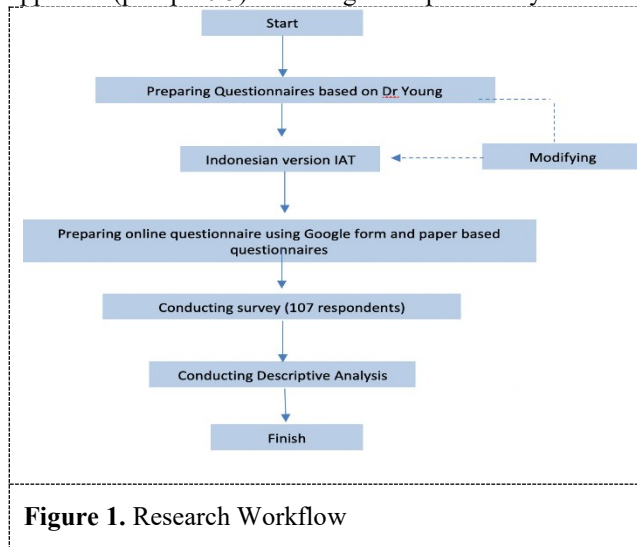 Start
Preparing Questionnaires based on Dr Young
Indonesian version IAT
Modifying
Preparing online questionnaire using Google form and paper based
questionnaires
Conducting survey (107 respondents)
Conducting Descriptive Analysis
Finish
Figure 1. Research Workflow